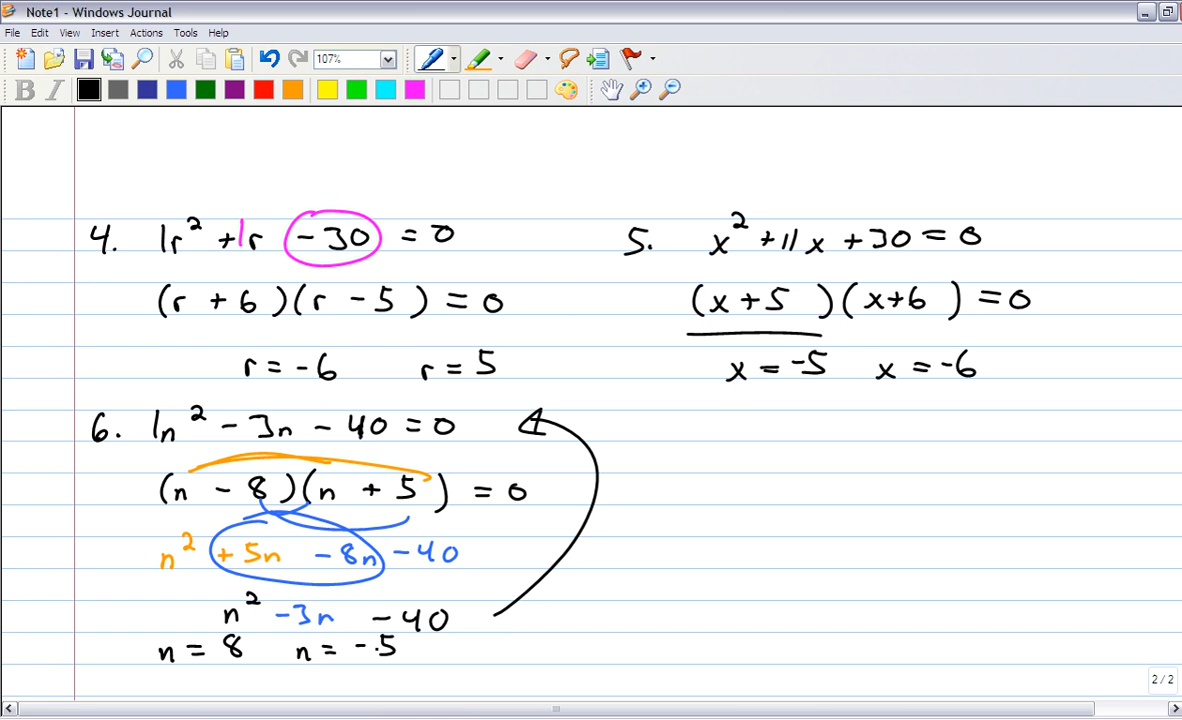 Note1 - Windows Journal
File Edit View Insert Actions Tools Help
107%
B I
4. 1r² + 1r - 30 = 0
(r + 6)(r - 5) = 0
r = -6 r = 5
5. x² + 11x + 30 = 0
(x + 5)(x + 6) = 0
x = -5 x = -6
6. 1n² - 3n - 40 = 0
(n - 8)(n + 5) = 0
n² + 5n - 8n - 40
n² - 3n - 40
n = 8 n = -5
2 / 2